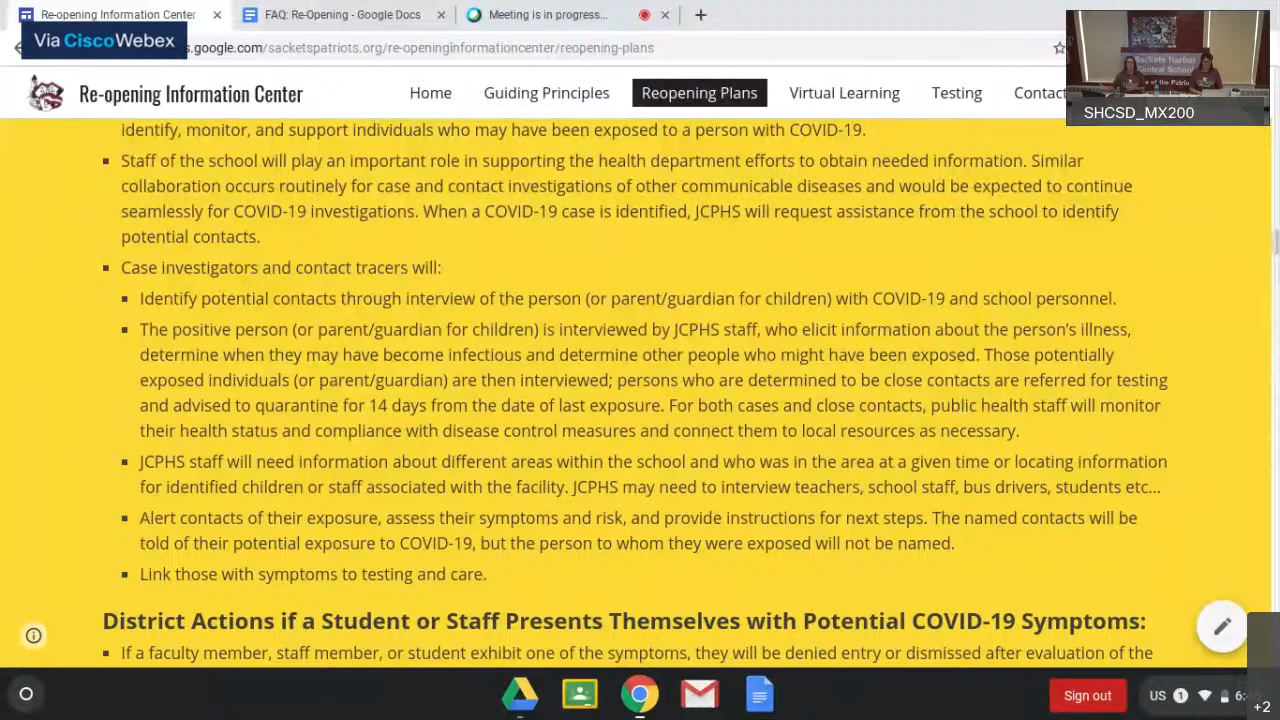 Re-opening Information Center
FAQ: Re-Opening - Google Docs
Meeting is in progress...
Via Cisco Webex
s.google.com/sacketspatriots.org/re-openinginformationcenter/reopening-plans
Sackets Harbor
Central School
SHCSD_MX200
Re-opening Information Center
Guiding Principles
Reopening Plans
Virtual Learning
Testing
identify, monitor, and support individuals who may have been exposed to a person with COVID-19.
Staff of the school will play an important role in supporting the health department efforts to obtain needed information. Similar
collaboration occurs routinely for case and contact investigations of other communicable diseases and would be expected to continue
seamlessly for COVID-19 investigations. When a COVID-19 case is identified, JCPHS will request assistance from the school to identify
potential contacts.
Case investigators and contact tracers will:
Identify potential contacts through interview of the person (or parent/guardian for children) with COVID-19 and school personnel.
The positive person (or parent/guardian for children) is interviewed by JCPHS staff, who elicit information about the person's illness,
determine when they may have become infectious and determine other people who might have been exposed. Those potentially
exposed individuals (or parent/guardian) are then interviewed; persons who are determined to be close contacts are referred for testing
and advised to quarantine for 14 days from the date of last exposure. For both cases and close contacts, public health staff will monitor
their health status and compliance with disease control measures and connect them to local resources as necessary.
JCPHS staff will need information about different areas within the school and who was in the area at a given time or locating information
for identified children or staff associated with the facility. JCPHS may need to interview teachers, school staff, bus drivers, students etc...
Alert contacts of their exposure, assess their symptoms and risk, and provide instructions for next steps. The named contacts will be
told of their potential exposure to COVID-19, but the person to whom they were exposed will not be named.
Link those with symptoms to testing and care.
District Actions if a Student or Staff Presents Themselves with Potential COVID-19 Symptoms:
If a faculty member, staff member, or student exhibit one of the symptoms, they will be denied entry or dismissed after evaluation of the
Sign out
US
1
+2